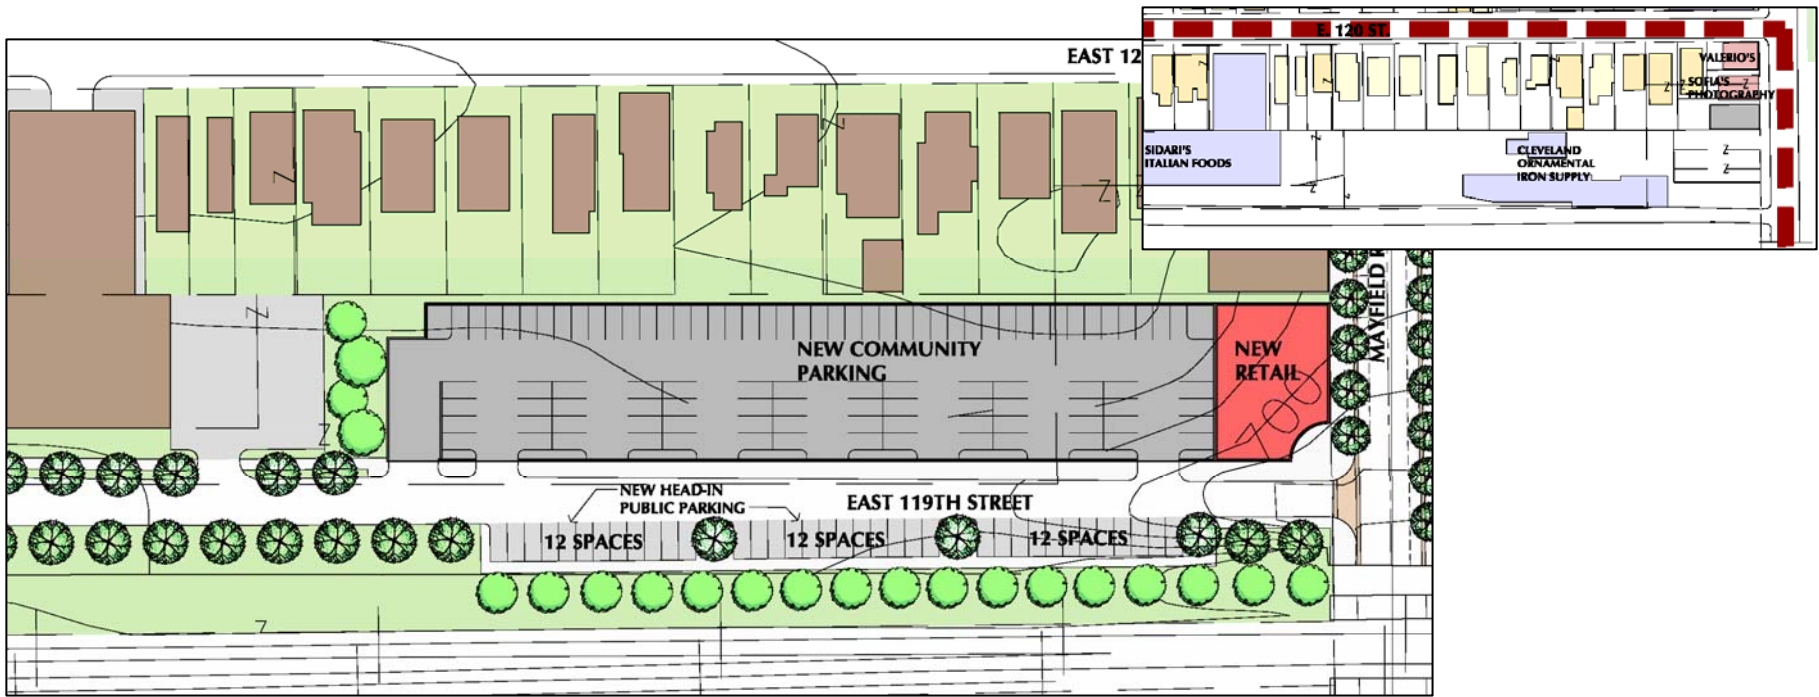 E. 120 ST.
VALERIO'S
SOFIA'S
PHOTOGRAPHY
SIDARI'S
ITALIAN FOODS
CLEVELAND
ORNAMENTAL
IRON SUPPLY
EAST 12
MAYFIELD R
NEW COMMUNITY
PARKING
NEW
RETAIL
700
NEW HEAD-IN
PUBLIC PARKING
EAST 119TH STREET
12 SPACES
12 SPACES
12 SPACES